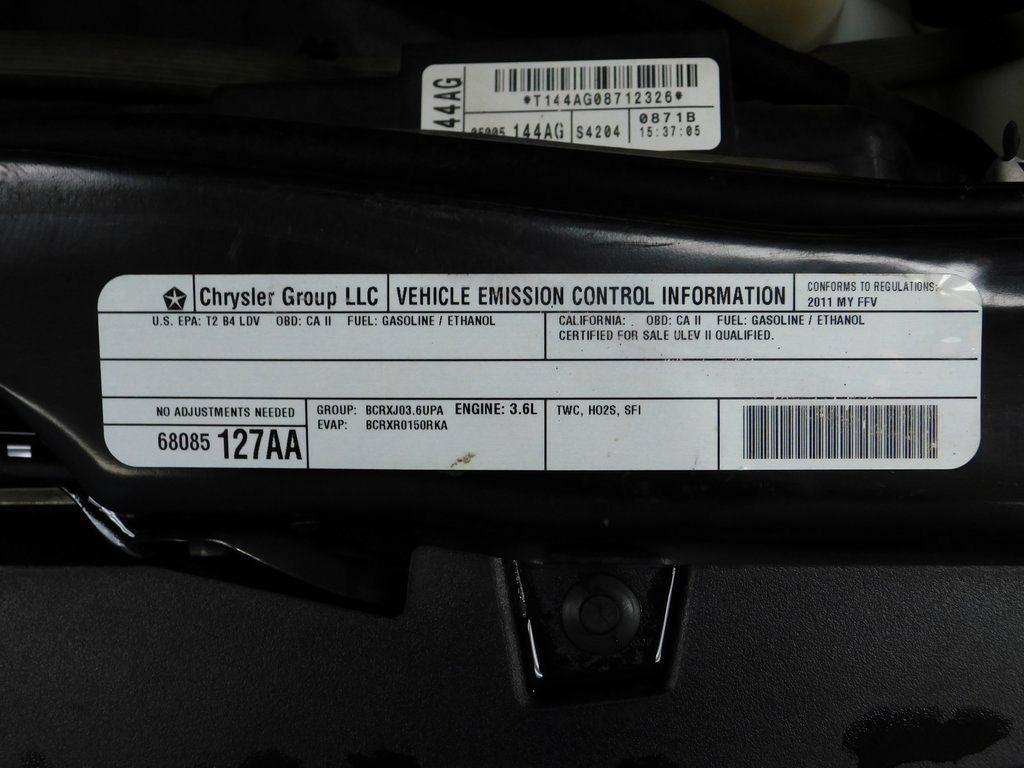 44AG
*T144AG08712326*
05005 144AG S4204 0871B
15:37:05
Chrysler Group LLC VEHICLE EMISSION CONTROL INFORMATION CONFORMS TO REGULATIONS:
2011 MY FFV
U.S. EPA: T2 B4 LDV OBD: CA II FUEL: GASOLINE / ETHANOL
CALIFORNIA: OBD: CA II FUEL: GASOLINE / ETHANOL
CERTIFIED FOR SALE ULEV II QUALIFIED.
NO ADJUSTMENTS NEEDED
68085 127AA
GROUP: BCRXJ03.6UPA ENGINE: 3.6L
EVAP: BCRXR0150RKA
TWC, HO2S, SFI